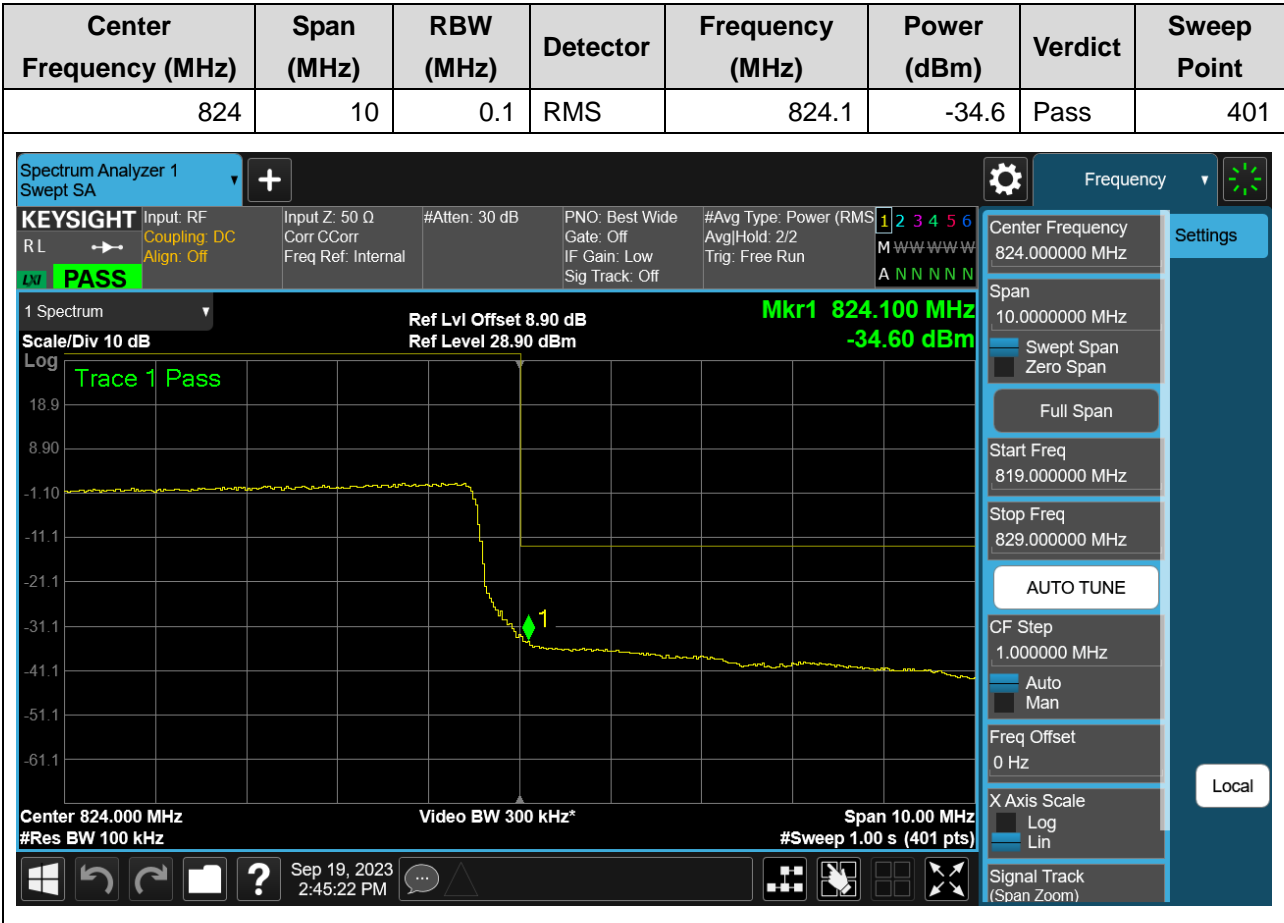 Center Frequency (MHz) Span (MHz) RBW (MHz) Detector Frequency (MHz) Power (dBm) Verdict Sweep Point
824 10 0.1 RMS 824.1 -34.6 Pass 401
Spectrum Analyzer 1
Swept SA
Frequency
KEYSIGHT
R L
LXI PASS
Input: RF
Coupling: DC
Align: Off
Input Z: 50 Ω
Corr CCorr
Freq Ref: Internal
#Atten: 30 dB
PNO: Best Wide
Gate: Off
IF Gain: Low
Sig Track: Off
#Avg Type: Power (RMS
Avg|Hold: 2/2
Trig: Free Run
1 2 3 4 5 6
M W W W W W
A N N N N N
1 Spectrum
Scale/Div 10 dB
Ref Lvl Offset 8.90 dB
Ref Level 28.90 dBm
Mkr1 824.100 MHz
-34.60 dBm
Log
Trace 1 Pass
18.9
8.90
-1.10
-11.1
-21.1
-31.1
-41.1
-51.1
-61.1
1
Center 824.000 MHz
#Res BW 100 kHz
Video BW 300 kHz*
Span 10.00 MHz
#Sweep 1.00 s (401 pts)
Center Frequency
824.000000 MHz
Settings
Span
10.0000000 MHz
Swept Span
Zero Span
Full Span
Start Freq
819.000000 MHz
Stop Freq
829.000000 MHz
AUTO TUNE
CF Step
1.000000 MHz
Auto
Man
Freq Offset
0 Hz
X Axis Scale
Log
Lin
Signal Track
(Span Zoom)
Local
?
Sep 19, 2023
2:45:22 PM